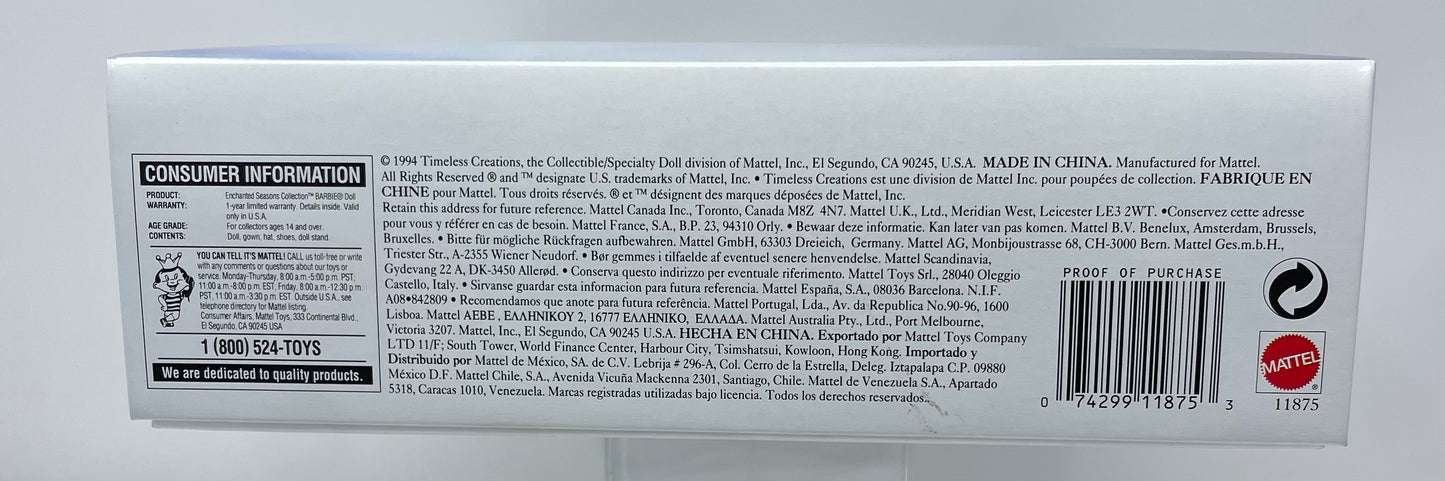 CONSUMER INFORMATION
PRODUCT: Enchanted Seasons Collection™ BARBIE® Doll
WARRANTY: 1-year limited warranty. Details inside. Valid
only in U.S.A.
AGE GRADE: For collectors ages 14 and over.
CONTENTS: Doll, gown, hat, shoes, doll stand.
YOU CAN TELL IT'S MATTEL! CALL us toll-free or write
with any comments or questions about our toys or
service. Monday-Thursday, 8:00 a.m.-5:00 p.m. PST;
11:00 a.m.-8:00 p.m. EST; Friday, 8:00 a.m.-12:30 p.m.
PST, 11:00 a.m.-3:30 p.m. EST. Outside U.S.A., see
telephone directory for Mattel listing.
Consumer Affairs, Mattel Toys, 333 Continental Blvd.,
El Segundo, CA 90245 USA
1 (800) 524-TOYS
We are dedicated to quality products.
© 1994 Timeless Creations, the Collectible/Specialty Doll division of Mattel, Inc., El Segundo, CA 90245, U.S.A. MADE IN CHINA. Manufactured for Mattel.
All Rights Reserved ® and ™ designate U.S. trademarks of Mattel, Inc. • Timeless Creations est une division de Mattel Inc. pour poupées de collection. FABRIQUE EN
CHINE pour Mattel. Tous droits réservés. ® et ™ désignent des marques déposées de Mattel, Inc.
Retain this address for future reference. Mattel Canada Inc., Toronto, Canada M8Z 4N7. Mattel U.K., Ltd., Meridian West, Leicester LE3 2WT. •Conservez cette adresse
pour vous y référer en cas de besoin. Mattel France, S.A., B.P. 23, 94310 Orly. • Bewaar deze informatie. Kan later van pas komen. Mattel B.V. Benelux, Amsterdam, Brussels,
Bruxelles. • Bitte für mögliche Rückfragen aufbewahren. Mattel GmbH, 63303 Dreieich, Germany. Mattel AG, Monbijoustrasse 68, CH-3000 Bern. Mattel Ges.m.b.H.,
Triester Str., A-2355 Wiener Neudorf. • Bør gemmes i tilfaelde af eventuel senere henvendelse. Mattel Scandinavia,
Gydevang 22 A, DK-3450 Allerød. • Conserva questo indirizzo per eventuale riferimento. Mattel Toys Srl., 28040 Oleggio
Castello, Italy. • Sirvanse guardar esta informacion para futura referencia. Mattel España, S.A., 08036 Barcelona. N.I.F.
A08•842809 • Recomendamos que anote para futura referência. Mattel Portugal, Lda., Av. da Republica No.90-96, 1600
Lisboa. Mattel AEBE , ΕΛΛΗΝΙΚΟΥ 2, 16777 ΕΛΛΗΝΙΚΟ, ΕΛΛΑΔΑ. Mattel Australia Pty., Ltd., Port Melbourne,
Victoria 3207. Mattel, Inc., El Segundo, CA 90245 U.S.A. HECHA EN CHINA. Exportado por Mattel Toys Company
LTD 11/F; South Tower, World Finance Center, Harbour City, Tsimshatsui, Kowloon, Hong Kong. Importado y
Distribuido por Mattel de México, SA. de C.V. Lebrija # 296-A, Col. Cerro de la Estrella, Deleg. Iztapalapa C.P. 09880
México D.F. Mattel Chile, S.A., Avenida Vicuña Mackenna 2301, Santiago, Chile. Mattel de Venezuela S.A., Apartado
5318, Caracas 1010, Venezuela. Marcas registradas utilizadas bajo licencia. Todos los derechos reservados.
PROOF OF PURCHASE
0 74299 11875 3
MATTEL®
11875